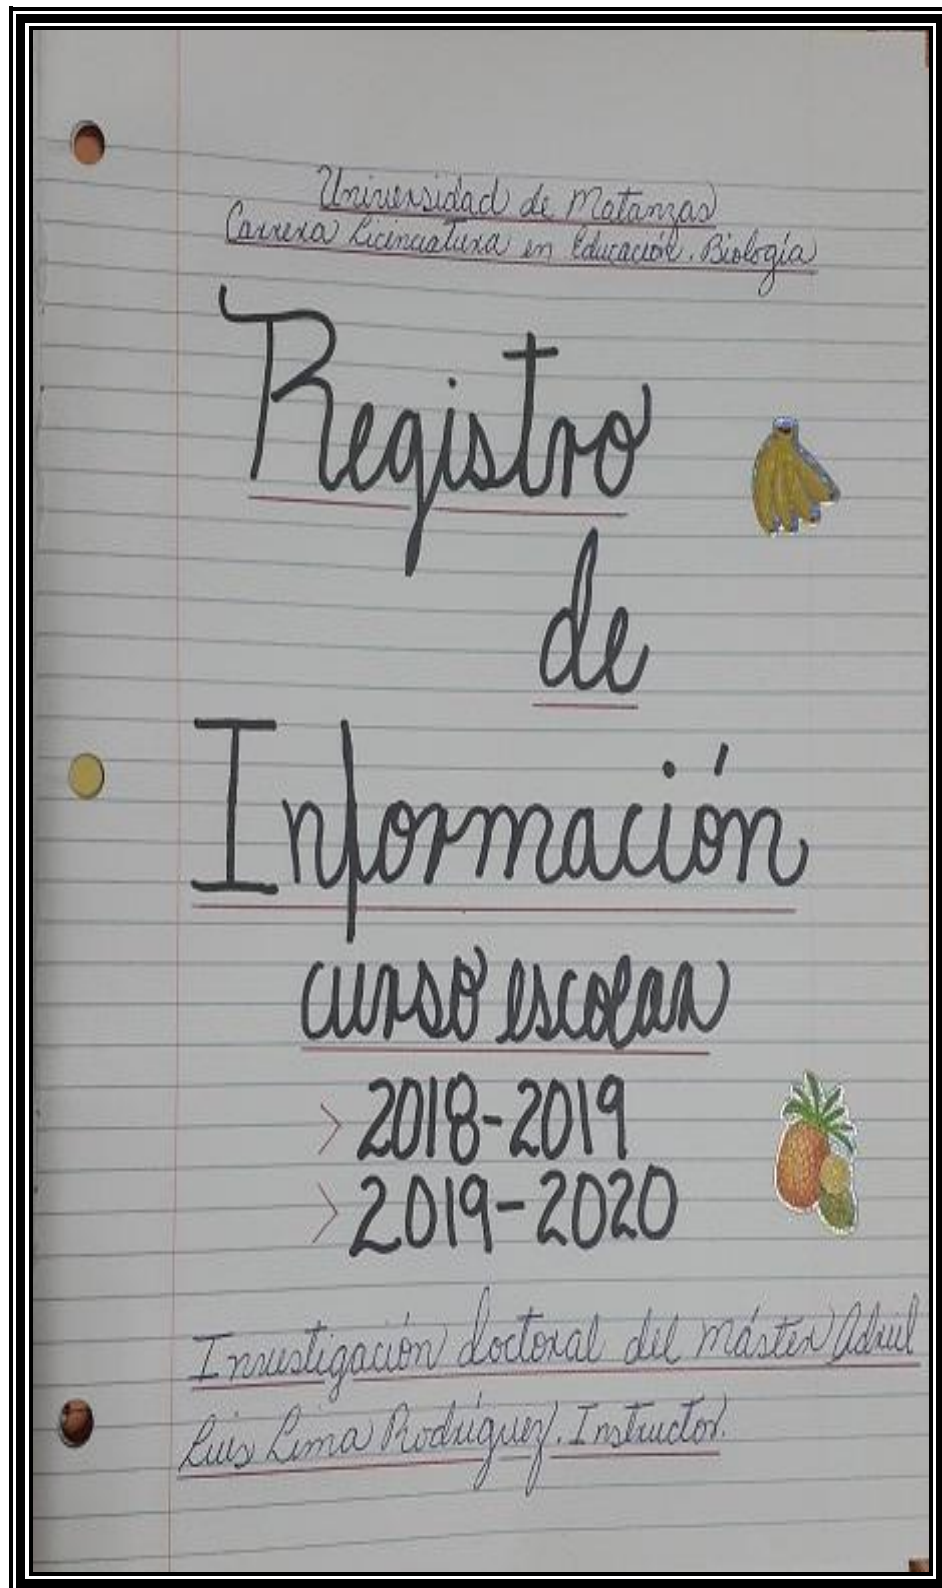 Universidad de Matanzas
Carrera Licenciatura en Educación. Biología
Registro
de
Información
curso escolar
> 2018-2019
> 2019-2020
Investigación doctoral del máster Adriel
Luis Lima Rodríguez. Instructor.